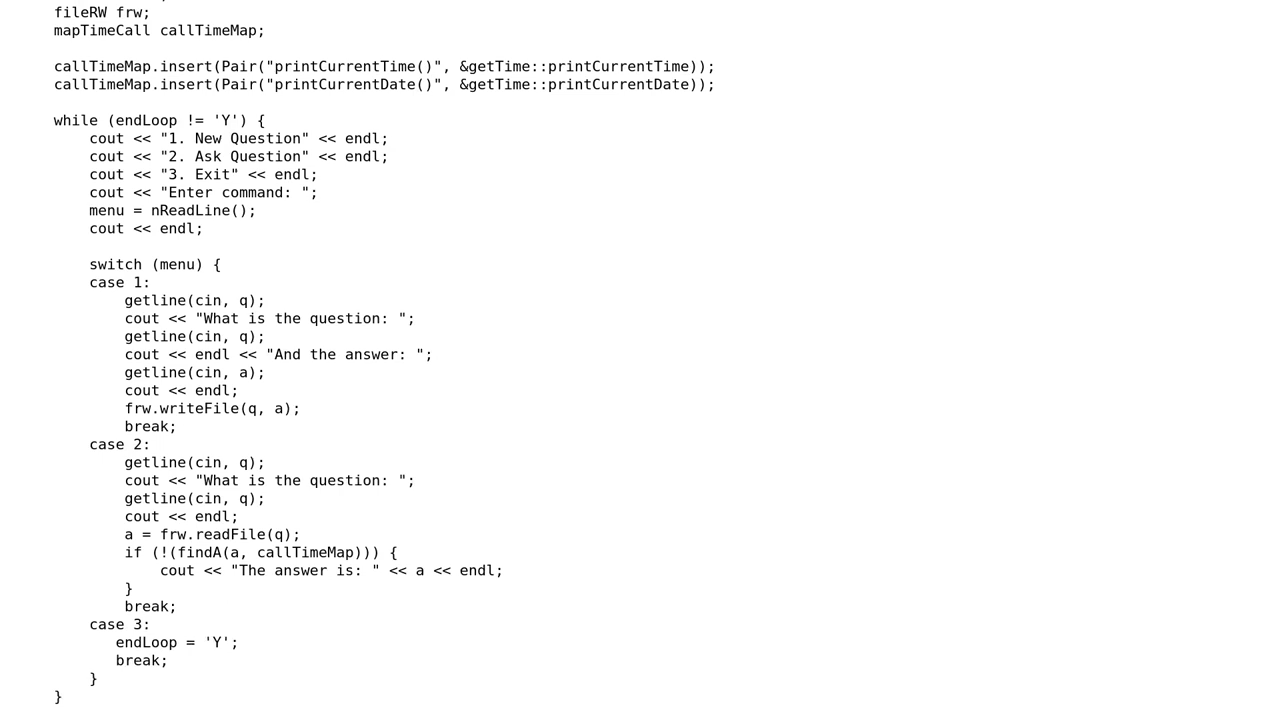 fileRW frw;
mapTimeCall callTimeMap;
callTimeMap.insert(Pair("printCurrentTime()", &getTime::printCurrentTime));
callTimeMap.insert(Pair("printCurrentDate()", &getTime::printCurrentDate));
while (endLoop != 'Y') {
cout << "1. New Question" << endl;
cout << "2. Ask Question" << endl;
cout << "3. Exit" << endl;
cout << "Enter command: ";
menu = nReadLine();
cout << endl;
switch (menu) {
case 1:
getline(cin, q);
cout << "What is the question: ";
getline(cin, q);
cout << endl << "And the answer: ";
getline(cin, a);
cout << endl;
frw.writeFile(q, a);
break;
case 2:
getline(cin, q);
cout << "What is the question: ";
getline(cin, q);
cout << endl;
a = frw.readFile(q);
if (!(findA(a, callTimeMap))) {
cout << "The answer is: " << a << endl;
}
break;
case 3:
endLoop = 'Y';
break;
}
}